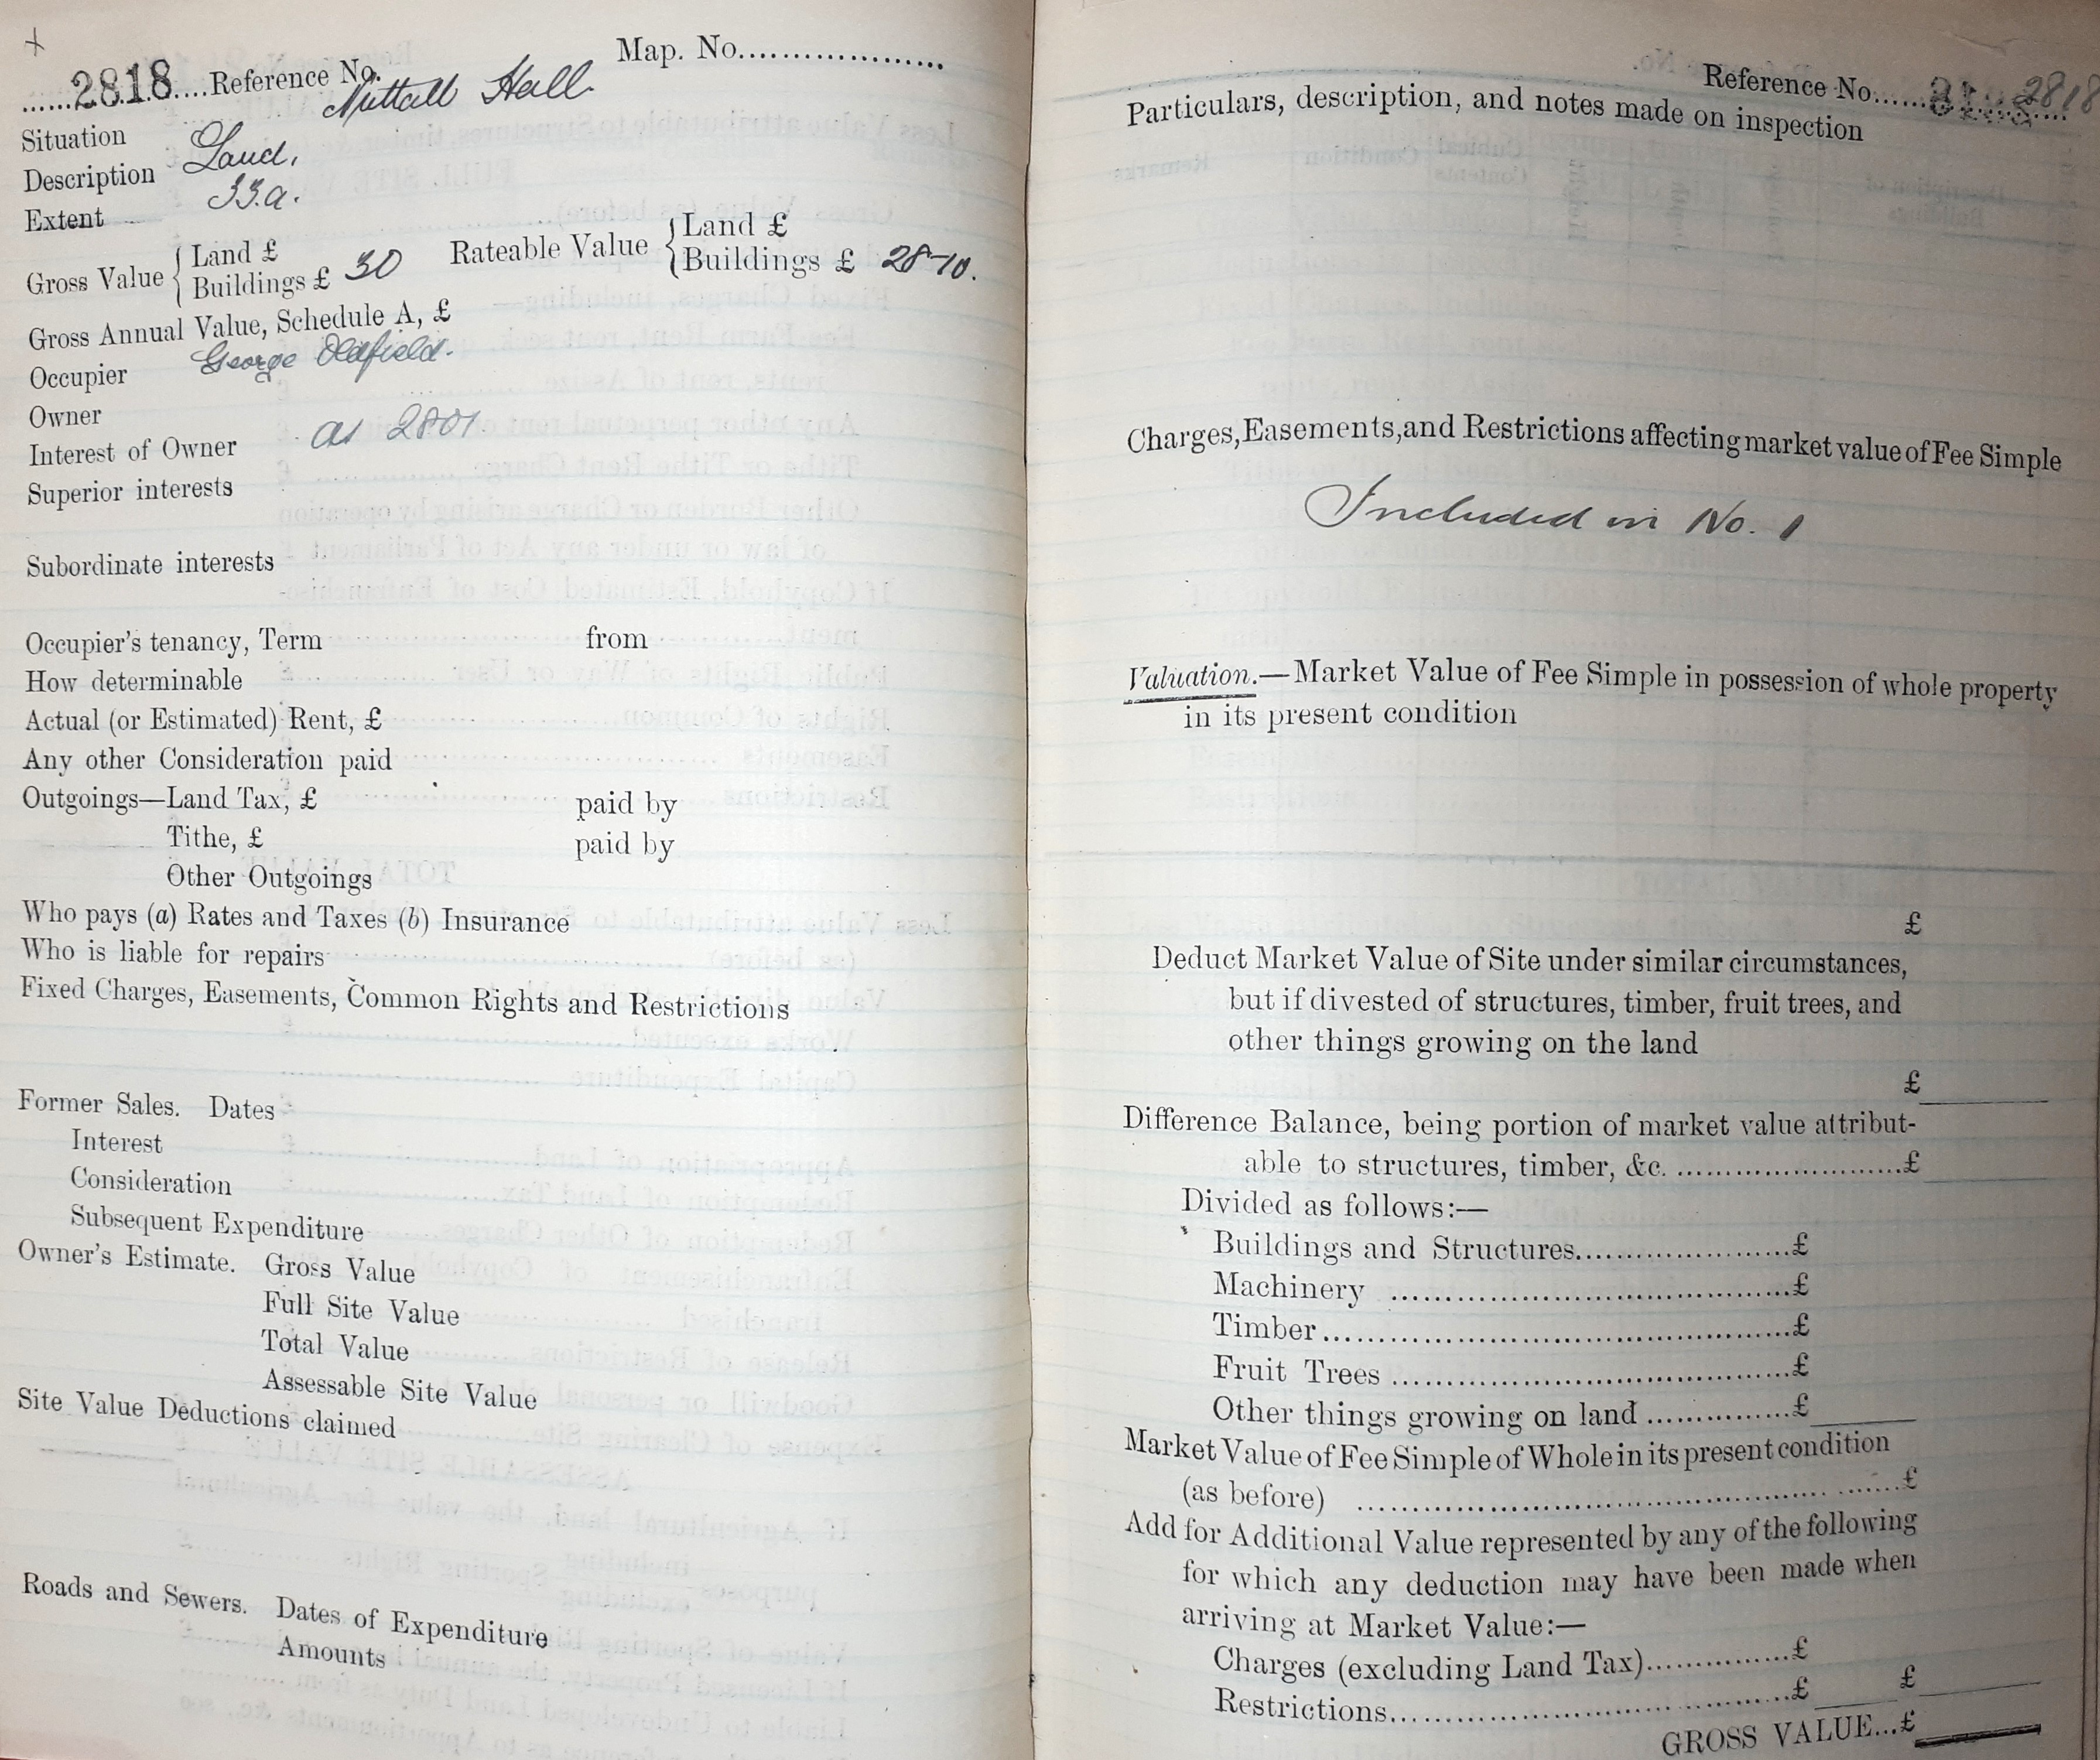 2818 Reference No. Map. No.
Situation Nuttall Hall.
Description Land.
Extent 33.a.
Gross Value { Land £ Buildings £ 30 Rateable Value { Land £ Buildings £ 28-10.
Gross Annual Value, Schedule A, £
Occupier George Oldfield.
Owner
Interest of Owner as 2801.
Superior interests
Subordinate interests
Occupier's tenancy, Term from
How determinable
Actual (or Estimated) Rent, £
Any other Consideration paid
Outgoings—Land Tax, £ paid by
Tithe, £ paid by
Other Outgoings
Who pays (a) Rates and Taxes (b) Insurance
Who is liable for repairs
Fixed Charges, Easements, Common Rights and Restrictions
Former Sales. Dates
Interest
Consideration
Subsequent Expenditure
Owner's Estimate. Gross Value
Full Site Value
Total Value
Assessable Site Value
Site Value Deductions claimed
Roads and Sewers. Dates of Expenditure
Amounts
Reference No. 2818
Particulars, description, and notes made on inspection
Charges, Easements, and Restrictions affecting market value of Fee Simple
Included in No. 1
Valuation.—Market Value of Fee Simple in possession of whole property
in its present condition
£
Deduct Market Value of Site under similar circumstances,
but if divested of structures, timber, fruit trees, and
other things growing on the land
£
Difference Balance, being portion of market value attribut-
able to structures, timber, &c. £
Divided as follows:—
Buildings and Structures £
Machinery £
Timber £
Fruit Trees £
Other things growing on land £
Market Value of Fee Simple of Whole in its present condition
(as before) £
Add for Additional Value represented by any of the following
for which any deduction may have been made when
arriving at Market Value:—
Charges (excluding Land Tax) £
Restrictions £ £
GROSS VALUE...£